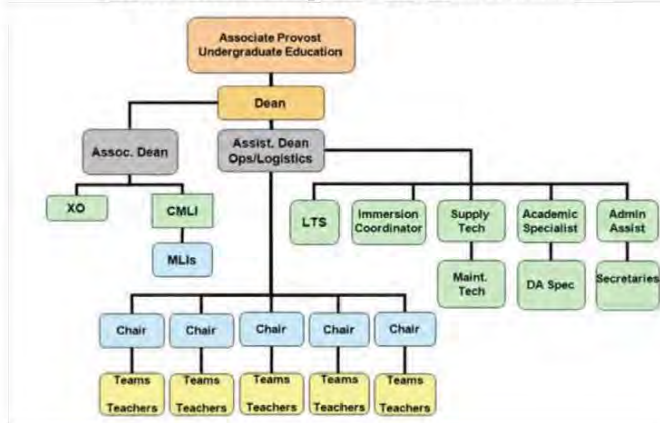 Associate Provost
Undergraduate Education
Dean
Assoc. Dean
Assist. Dean
Ops/Logistics
XO
CMLI
MLIs
LTS
Immersion
Coordinator
Supply
Tech
Academic
Specialist
Admin
Assist
Maint.
Tech
DA Spec
Secretaries
Chair
Chair
Chair
Chair
Chair
Teams
Teachers
Teams
Teachers
Teams
Teachers
Teams
Teachers
Teams
Teachers